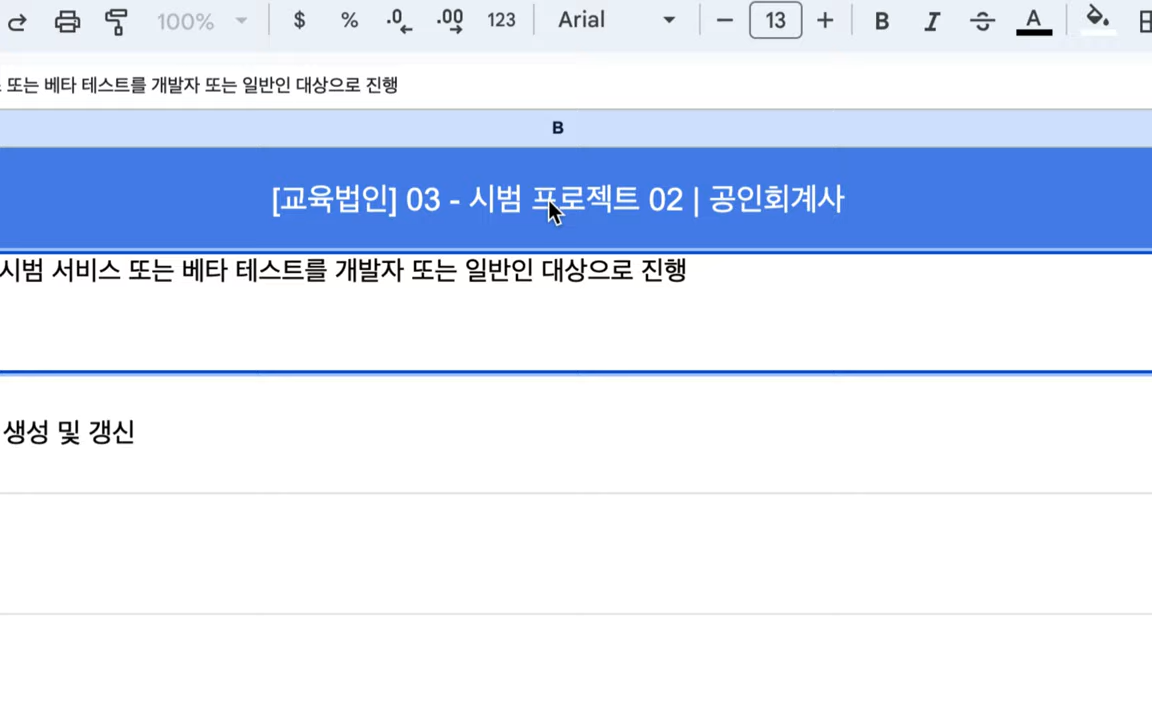 100% $ % .0 .00 123 Arial 13 B I S A
또는 베타 테스트를 개발자 또는 일반인 대상으로 진행
B
[교육법인] 03 - 시범 프로젝트 02 | 공인회계사
시범 서비스 또는 베타 테스트를 개발자 또는 일반인 대상으로 진행
생성 및 갱신